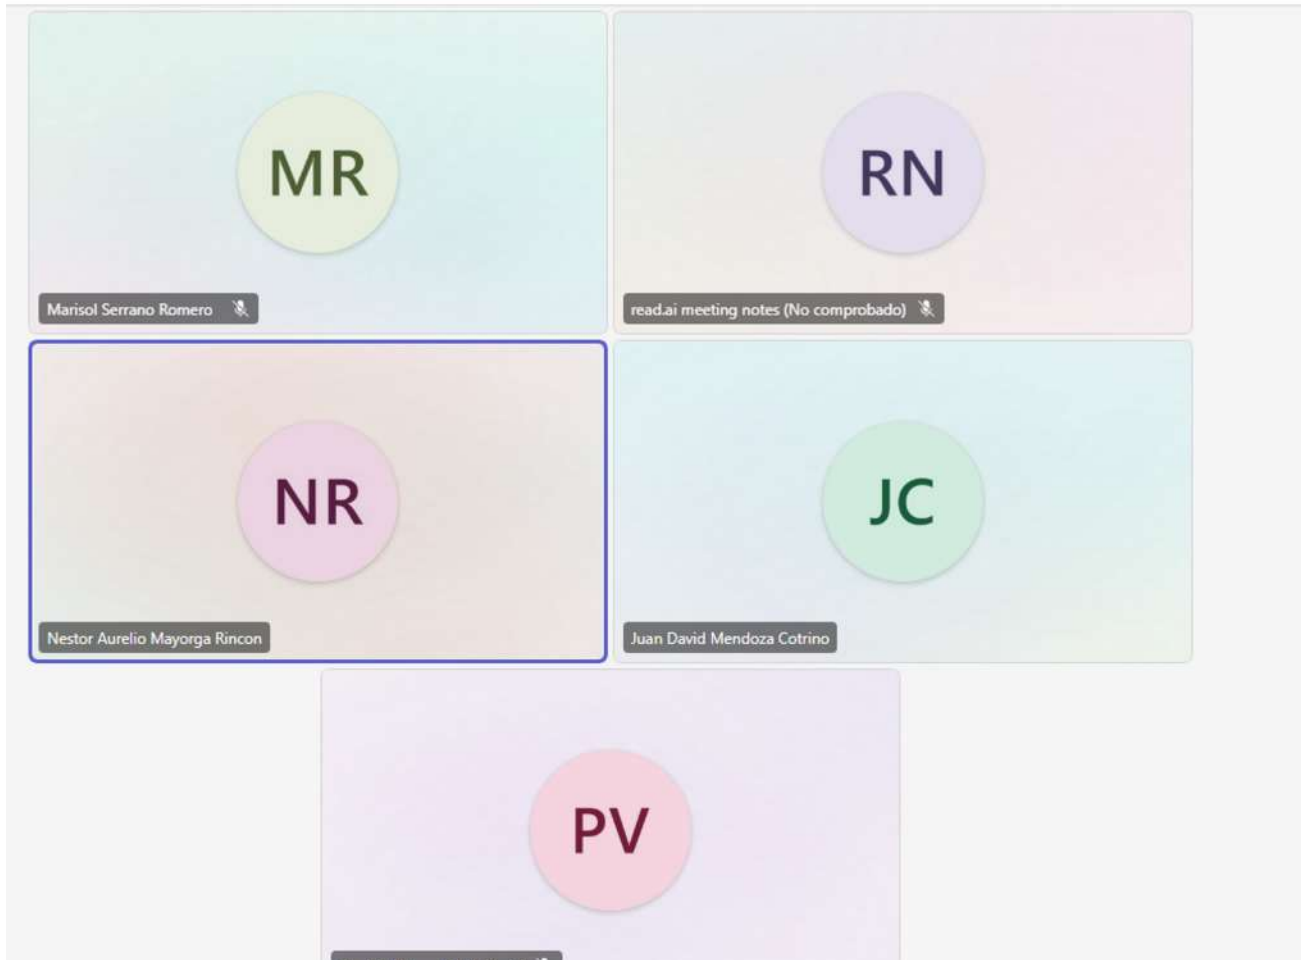 MR
Marisol Serrano Romero
RN
read.ai meeting notes (No comprobado)
NR
Nestor Aurelio Mayorga Rincon
JC
Juan David Mendoza Cotrino
PV